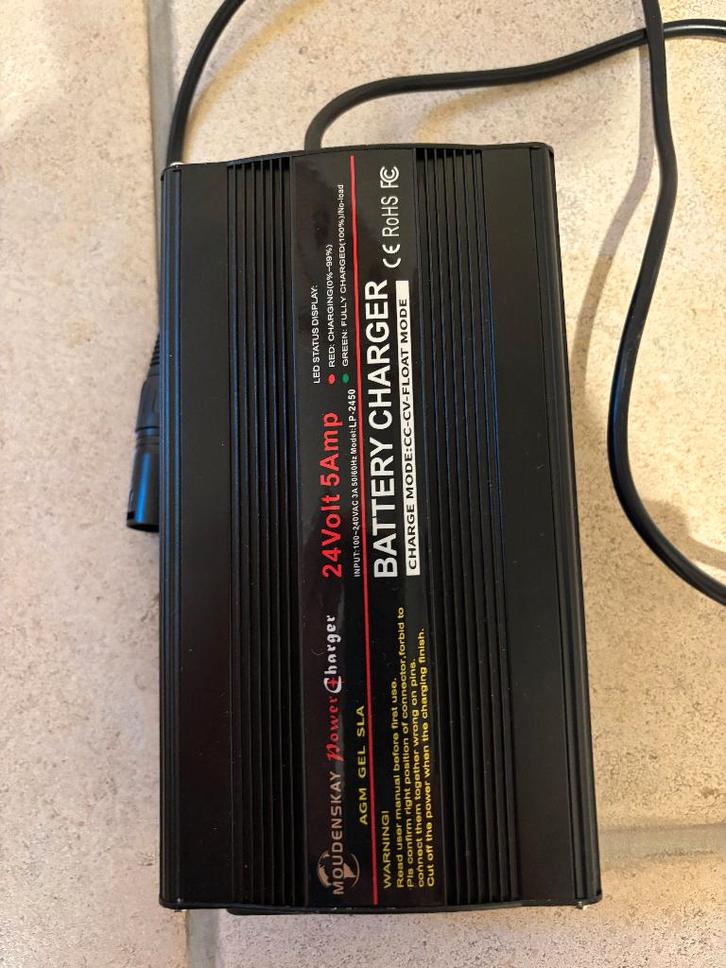 MOUDENSKAY Power Charger
24Volt 5Amp
INPUT:100~240VAC 3A 50/60Hz Model:LP-2450
LED STATUS DISPLAY:
RED: CHARGING(0%~99%)
GREEN: FULLY CHARGED(100%)/No-load
AGM GEL SLA
BATTERY CHARGER
CHARGE MODE:CC-CV-FLOAT MODE
CE RoHS FC
WARNING!
Read user manual before first use.
Pls confirm right position of connector,forbid to
connect them together wrong on pins.
Cut off the power when the charging finish.